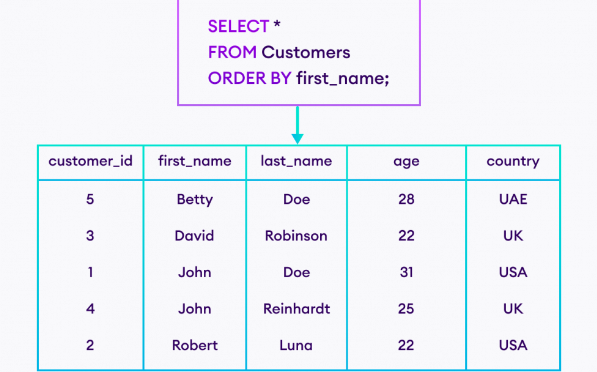 SELECT *
FROM Customers
ORDER BY first_name;
customer_id first_name last_name age country
5 Betty Doe 28 UAE
3 David Robinson 22 UK
1 John Doe 31 USA
4 John Reinhardt 25 UK
2 Robert Luna 22 USA